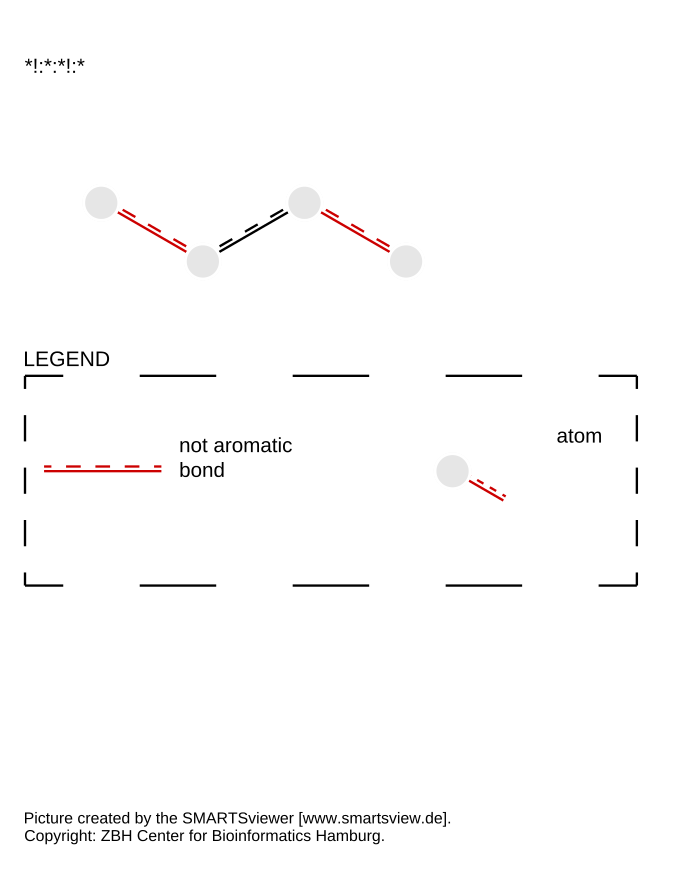 *!:*:*!:*
LEGEND
not aromatic
bond
atom
Picture created by the SMARTSviewer [www.smartsview.de].
Copyright: ZBH Center for Bioinformatics Hamburg.